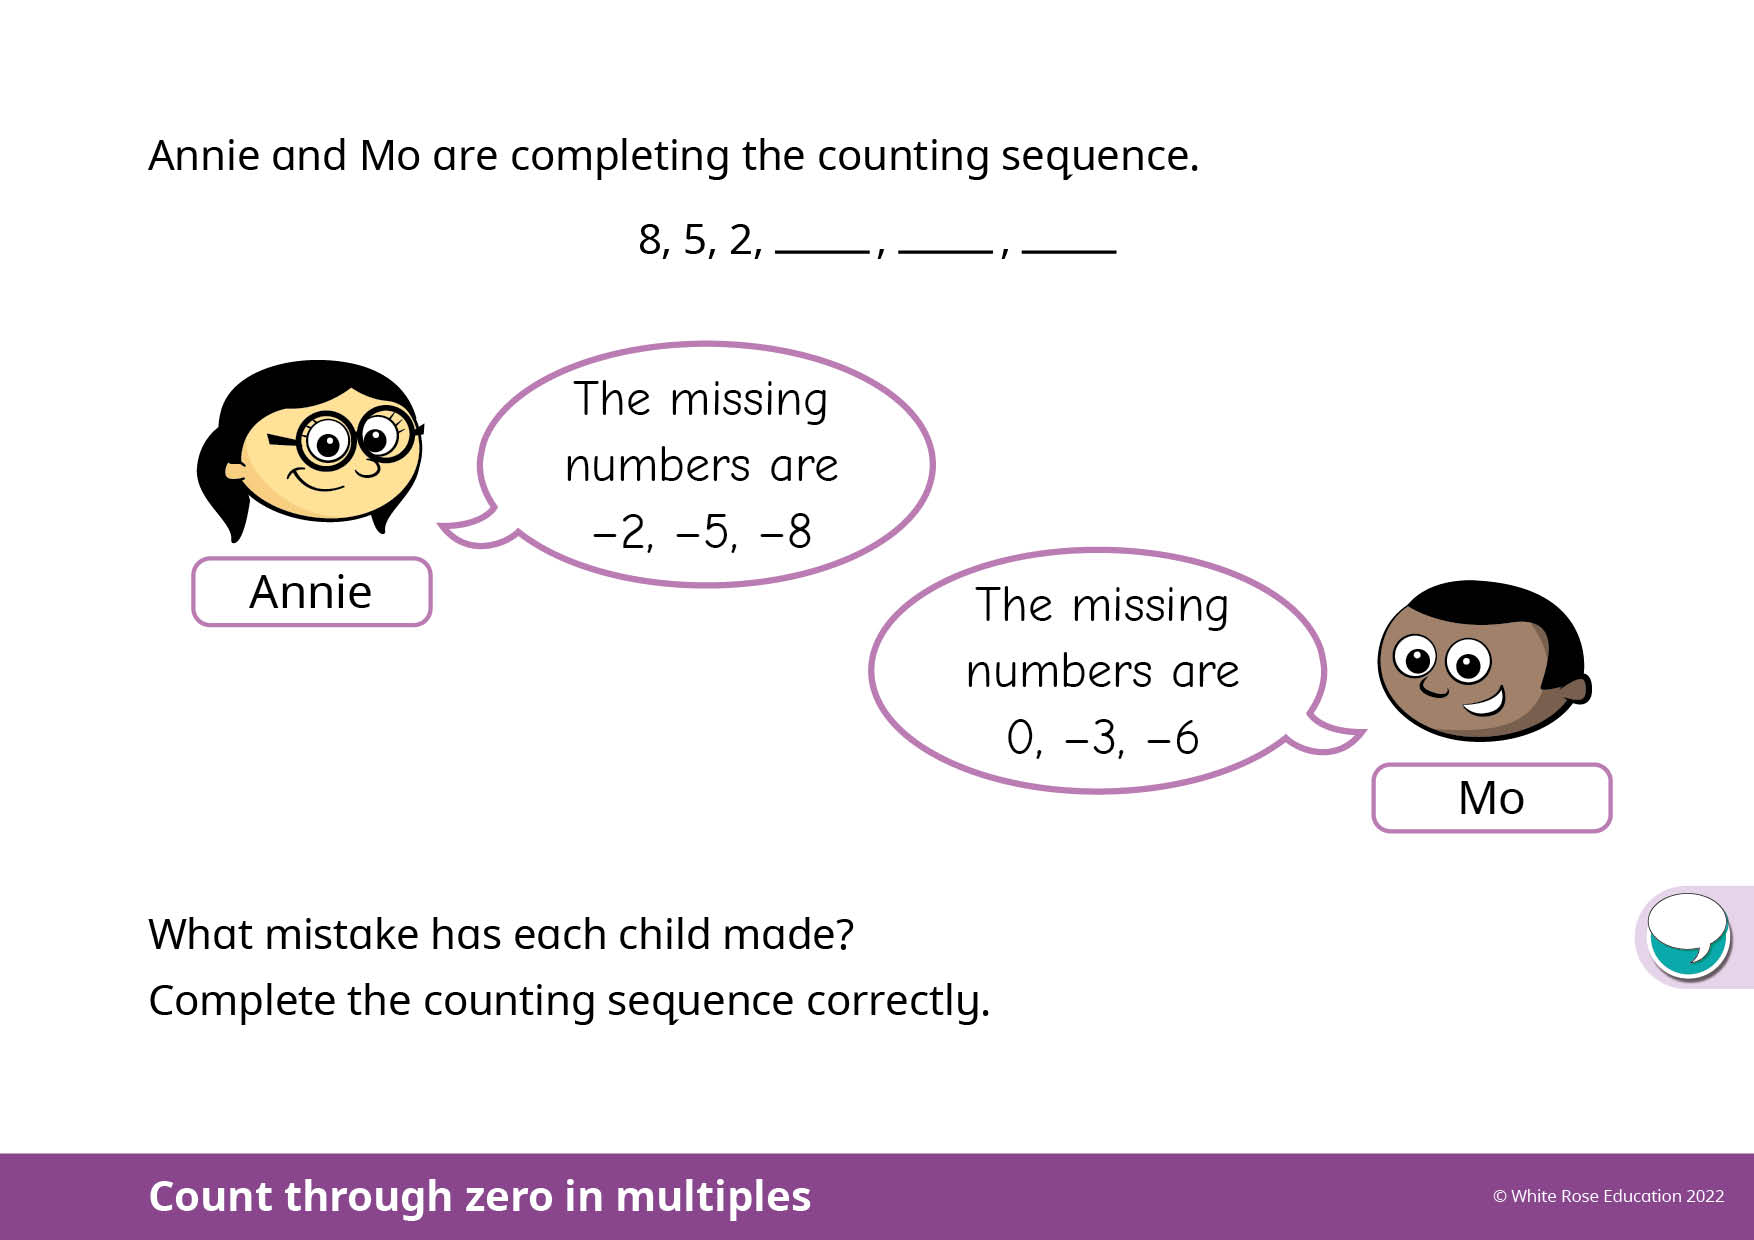 Annie and Mo are completing the counting sequence.
8, 5, 2, ____ , ____ , ____
The missing
numbers are
–2, –5, –8
Annie
The missing
numbers are
0, –3, –6
Mo
What mistake has each child made?
Complete the counting sequence correctly.
Count through zero in multiples
© White Rose Education 2022